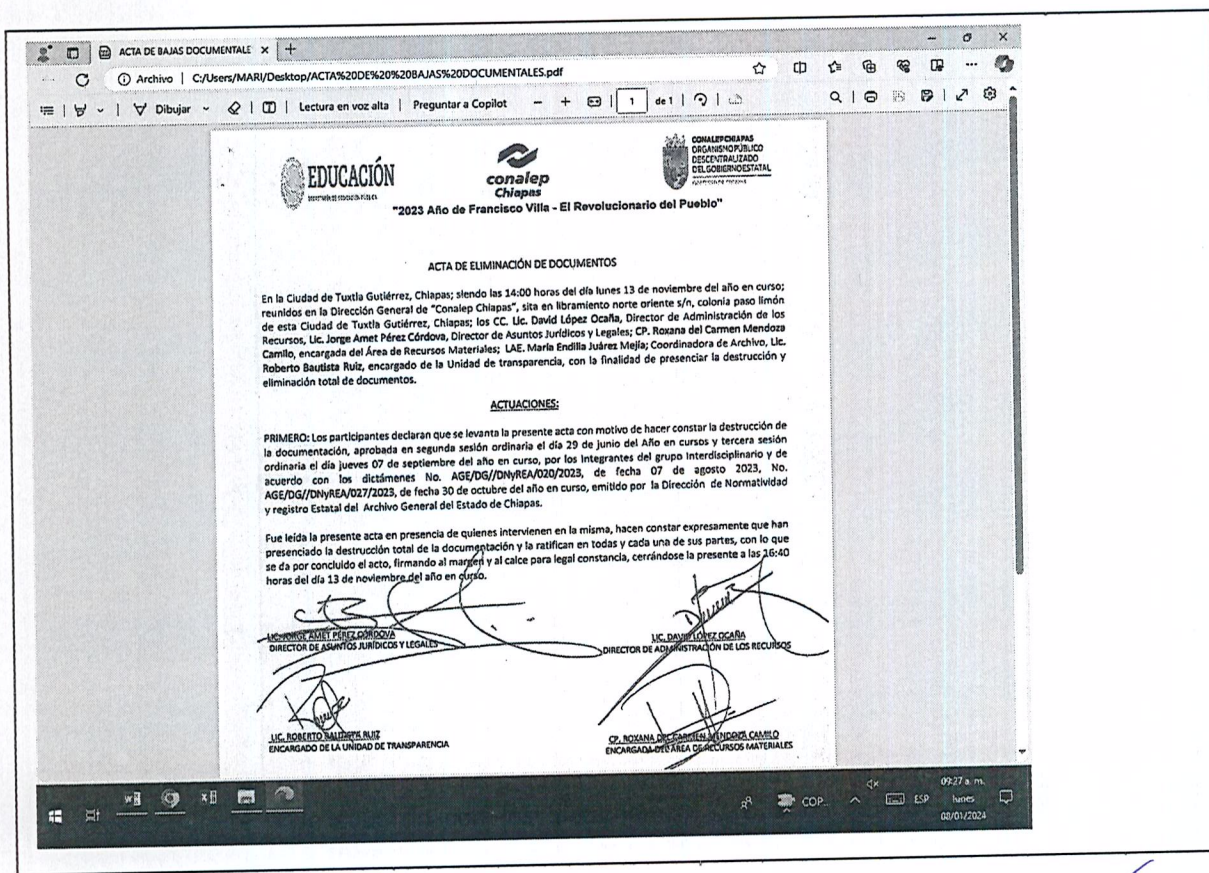 ACTA DE BAJAS DOCUMENTALE
Archivo | C:/Users/MARI/Desktop/ACTA%20DE%20%20BAJAS%20DOCUMENTALES.pdf
Dibujar | Lectura en voz alta | Preguntar a Copilot 1 de 1
EDUCACIÓN
conalep
Chiapas
CONALEPCHIAPAS
ORGANISMOPÚBLICO
DESCENTRALIZADO
DELGOBIERNOESTATAL
"2023 Año de Francisco Villa - El Revolucionario del Pueblo"
ACTA DE ELIMINACIÓN DE DOCUMENTOS
En la Ciudad de Tuxtla Gutiérrez, Chiapas; siendo las 14:00 horas del día lunes 13 de noviembre del año en curso;
reunidos en la Dirección General de "Conalep Chiapas", sita en libramiento norte oriente s/n, colonia paso limón
de esta Ciudad de Tuxtla Gutiérrez, Chiapas; los CC. Lic. David López Ocaña, Director de Administración de los
Recursos, Lic. Jorge Amet Pérez Córdova, Director de Asuntos Jurídicos y Legales; CP. Roxana del Carmen Mendoza
Camilo, encargada del Área de Recursos Materiales; LAE. María Endilia Juárez Mejía; Coordinadora de Archivo, Lic.
Roberto Bautista Ruiz, encargado de la Unidad de transparencia, con la finalidad de presenciar la destrucción y
eliminación total de documentos.
ACTUACIONES:
PRIMERO: Los participantes declaran que se levanta la presente acta con motivo de hacer constar la destrucción de
la documentación, aprobada en segunda sesión ordinaria el día 29 de junio del Año en cursos y tercera sesión
ordinaria el día jueves 07 de septiembre del año en curso, por los Integrantes del grupo Interdisciplinario y de
acuerdo con los dictámenes No. AGE/DG//DNyREA/020/2023, de fecha 07 de agosto 2023, No.
AGE/DG//DNyREA/027/2023, de fecha 30 de octubre del año en curso, emitido por la Dirección de Normatividad
y registro Estatal del Archivo General del Estado de Chiapas.
Fue leída la presente acta en presencia de quienes intervienen en la misma, hacen constar expresamente que han
presenciado la destrucción total de la documentación y la ratifican en todas y cada una de sus partes, con lo que
se da por concluido el acto, firmando al margen y al calce para legal constancia, cerrándose la presente a las 16:40
horas del día 13 de noviembre del año en curso.
LIC. JORGE AMET PÉREZ CÓRDOVA
DIRECTOR DE ASUNTOS JURÍDICOS Y LEGALES
LIC. DAVID LÓPEZ OCAÑA
DIRECTOR DE ADMINISTRACIÓN DE LOS RECURSOS
LIC. ROBERTO BAUTISTA RUIZ
ENCARGADO DE LA UNIDAD DE TRANSPARENCIA
CP. ROXANA DEL CARMEN MENDOZA CAMILO
ENCARGADA DEL ÁREA DE RECURSOS MATERIALES
COP...
ESP
09:27 a. m.
lunes
08/01/2024